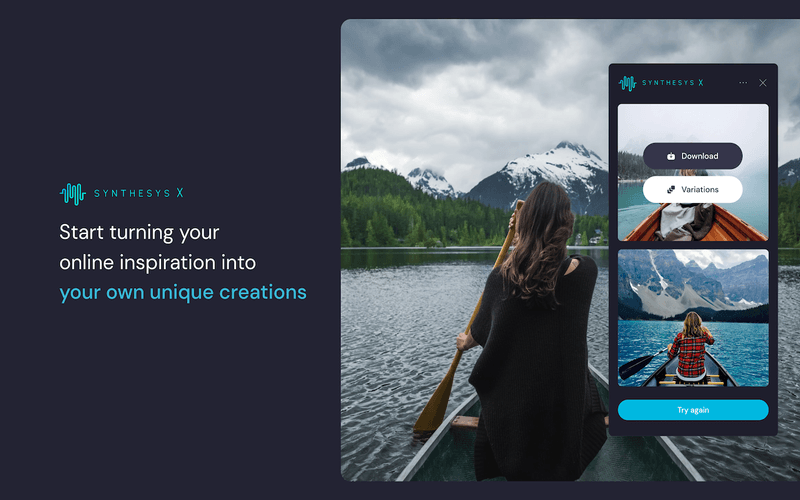 SYNTHESYS X
Start turning your
online inspiration into
your own unique creations
SYNTHESYS X
Download
Variations
Try again